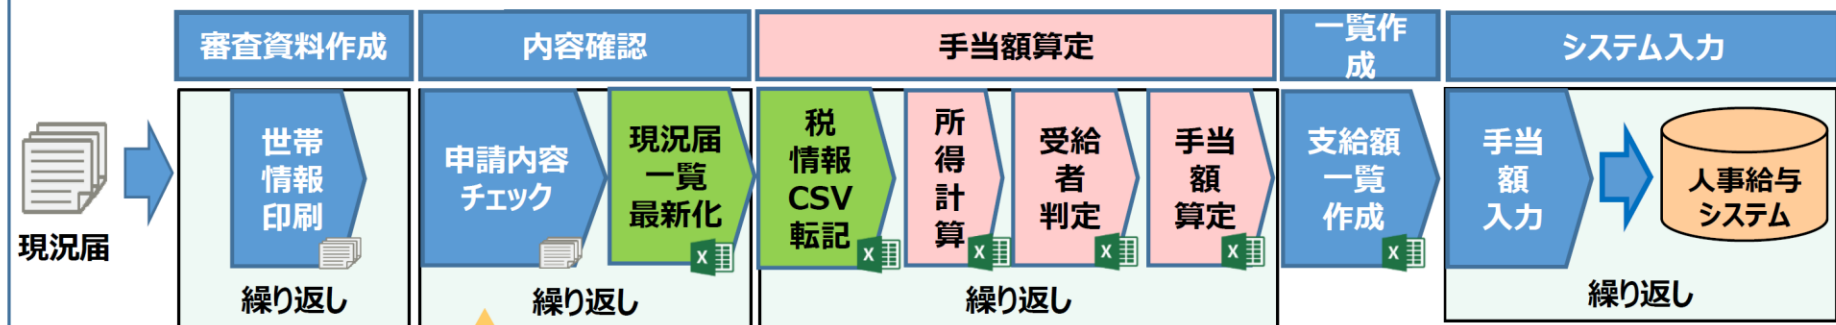 審査資料作成
内容確認
手当額算定
一覧作
成
システム入力
現況届
世帯
情報
印刷
繰り返し
申請内容
チェック
現況届
一覧
最新化
繰り返し
税
情報
CSV
転記
所
得
計
算
受給
者
判定
手当
額
算定
繰り返し
支給額
一覧
作成
手当
額
入力
人事給与
システム
繰り返し